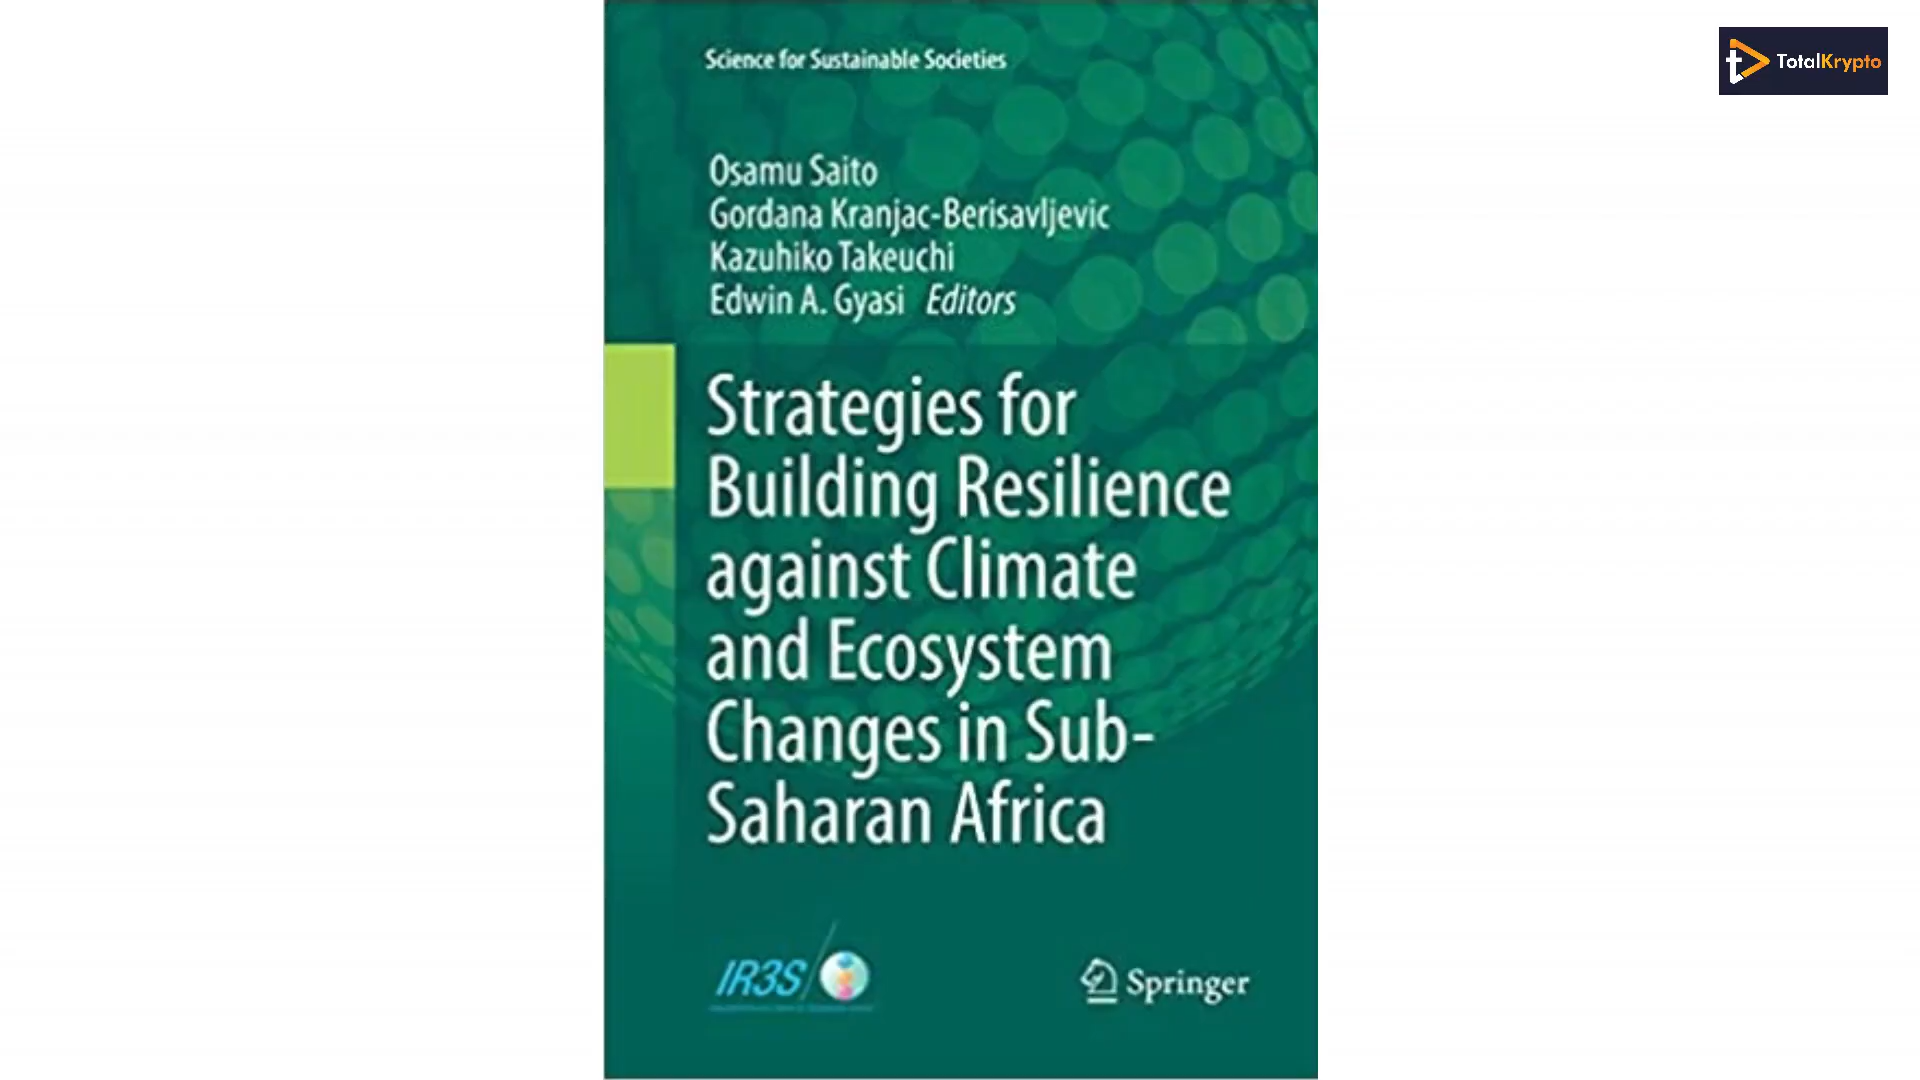 Science for Sustainable Societies
TotalKrypto
Osamu Saito
Gordana Kranjac-Berisavljevic
Kazuhiko Takeuchi
Edwin A. Gyasi Editors
Strategies for
Building Resilience
against Climate
and Ecosystem
Changes in Sub-
Saharan Africa
IR3S
Springer